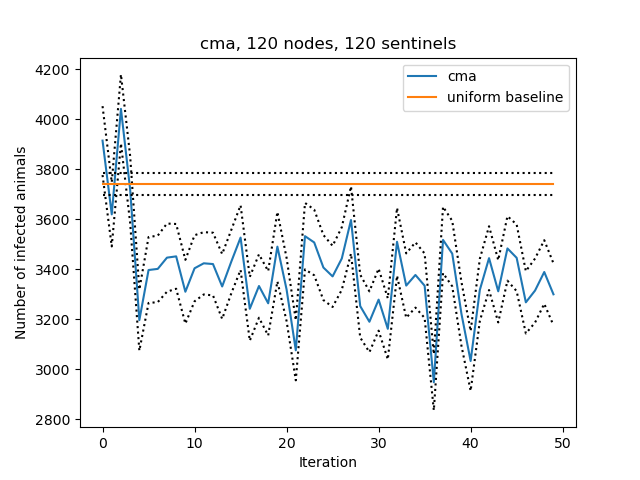 cma, 120 nodes, 120 sentinels
cma
uniform baseline
Number of infected animals
4200
4000
3800
3600
3400
3200
3000
2800
0 10 20 30 40 50
Iteration